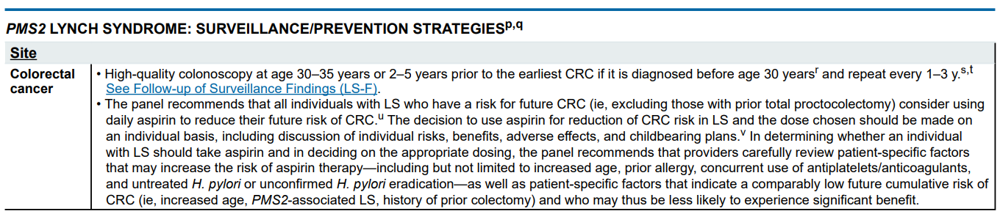 PMS2 LYNCH SYNDROME: SURVEILLANCE/PREVENTION STRATEGIESp,q
Site
Colorectal cancer
• High-quality colonoscopy at age 30–35 years or 2–5 years prior to the earliest CRC if it is diagnosed before age 30 yearsr and repeat every 1–3 y.s,t
See Follow-up of Surveillance Findings (LS-F).
• The panel recommends that all individuals with LS who have a risk for future CRC (ie, excluding those with prior total proctocolectomy) consider using
daily aspirin to reduce their future risk of CRC.u The decision to use aspirin for reduction of CRC risk in LS and the dose chosen should be made on
an individual basis, including discussion of individual risks, benefits, adverse effects, and childbearing plans.v In determining whether an individual
with LS should take aspirin and in deciding on the appropriate dosing, the panel recommends that providers carefully review patient-specific factors
that may increase the risk of aspirin therapy—including but not limited to increased age, prior allergy, concurrent use of antiplatelets/anticoagulants,
and untreated H. pylori or unconfirmed H. pylori eradication—as well as patient-specific factors that indicate a comparably low future cumulative risk of
CRC (ie, increased age, PMS2-associated LS, history of prior colectomy) and who may thus be less likely to experience significant benefit.